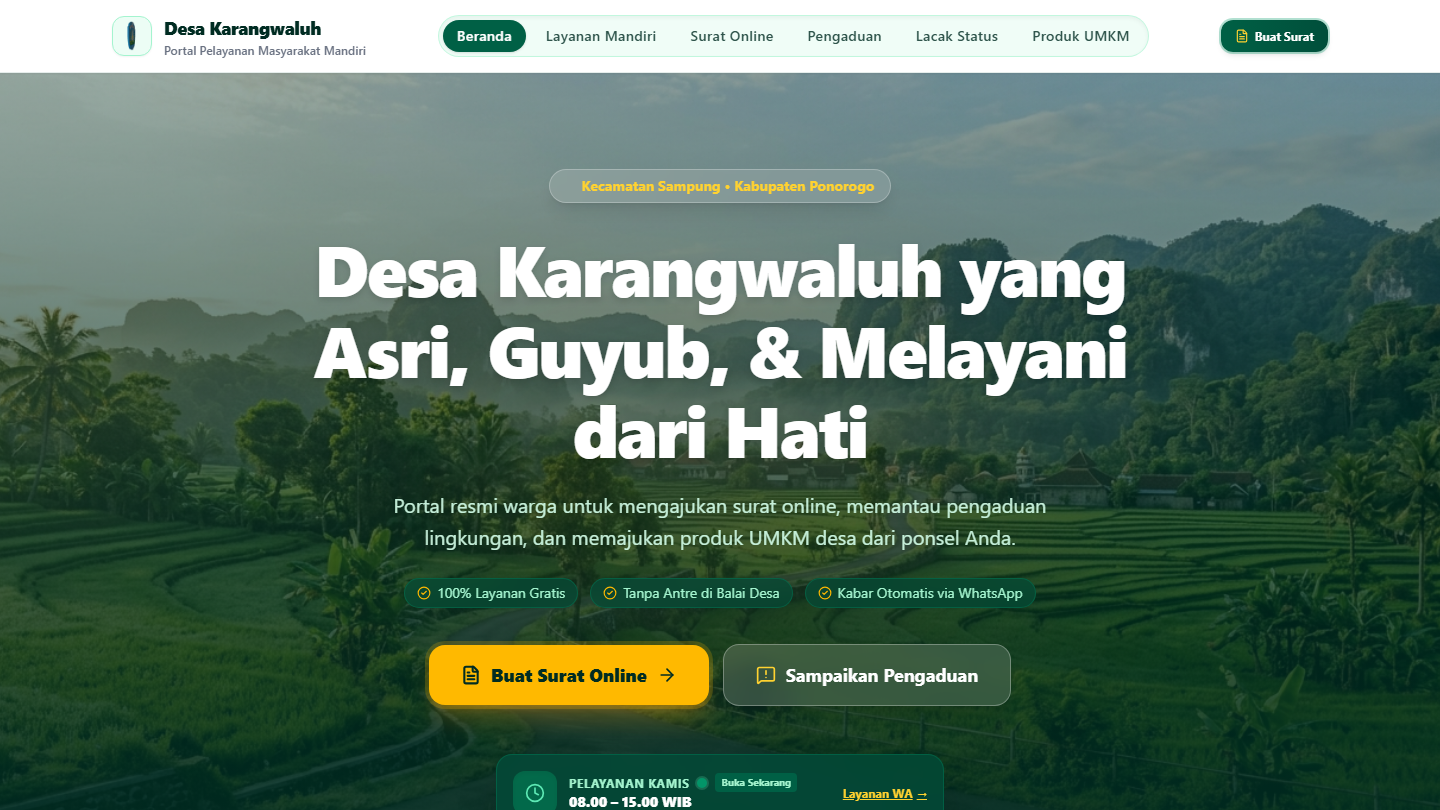 Desa Karangwaluh
Portal Pelayanan Masyarakat Mandiri
Beranda
Layanan Mandiri
Surat Online
Pengaduan
Lacak Status
Produk UMKM
Buat Surat
Kecamatan Sampung • Kabupaten Ponorogo
Desa Karangwaluh yang
Asri, Guyub, & Melayani
dari Hati
Portal resmi warga untuk mengajukan surat online, memantau pengaduan
lingkungan, dan memajukan produk UMKM desa dari ponsel Anda.
100% Layanan Gratis
Tanpa Antre di Balai Desa
Kabar Otomatis via WhatsApp
Buat Surat Online →
Sampaikan Pengaduan
PELAYANAN KAMIS
Buka Sekarang
08.00 – 15.00 WIB
Layanan WA →